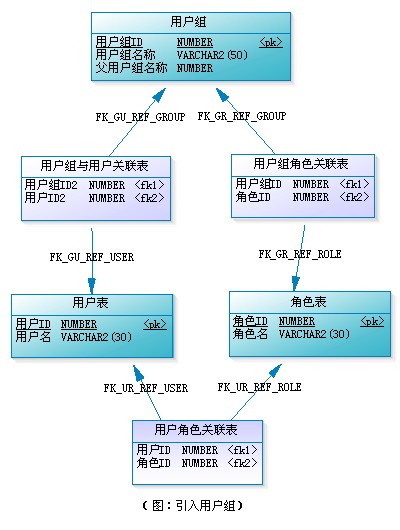 用户组
用户组ID NUMBER <pk>
用户组名称 VARCHAR2(50)
父用户组名称 NUMBER
FK_GU_REF_GROUP
FK_GR_REF_GROUP
用户组与用户关联表
用户组ID2 NUMBER <fk1>
用户ID2 NUMBER <fk2>
用户组角色关联表
用户组ID NUMBER <fk1>
角色ID NUMBER <fk2>
FK_GU_REF_USER
FK_GR_REF_ROLE
用户表
用户ID NUMBER <pk>
用户名 VARCHAR2(30)
角色表
角色ID NUMBER <pk>
角色名 VARCHAR2(30)
FK_UR_REF_USER
FK_UR_REF_ROLE
用户角色关联表
用户ID NUMBER <fk1>
角色ID NUMBER <fk2>
(图：引入用户组)